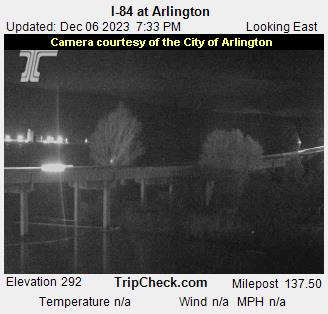 I-84 at Arlington
Updated: Dec 06 2023 7:33 PM Looking East
Camera courtesy of the City of Arlington
Elevation 292 TripCheck.com Milepost 137.50
Temperature n/a Wind n/a MPH n/a